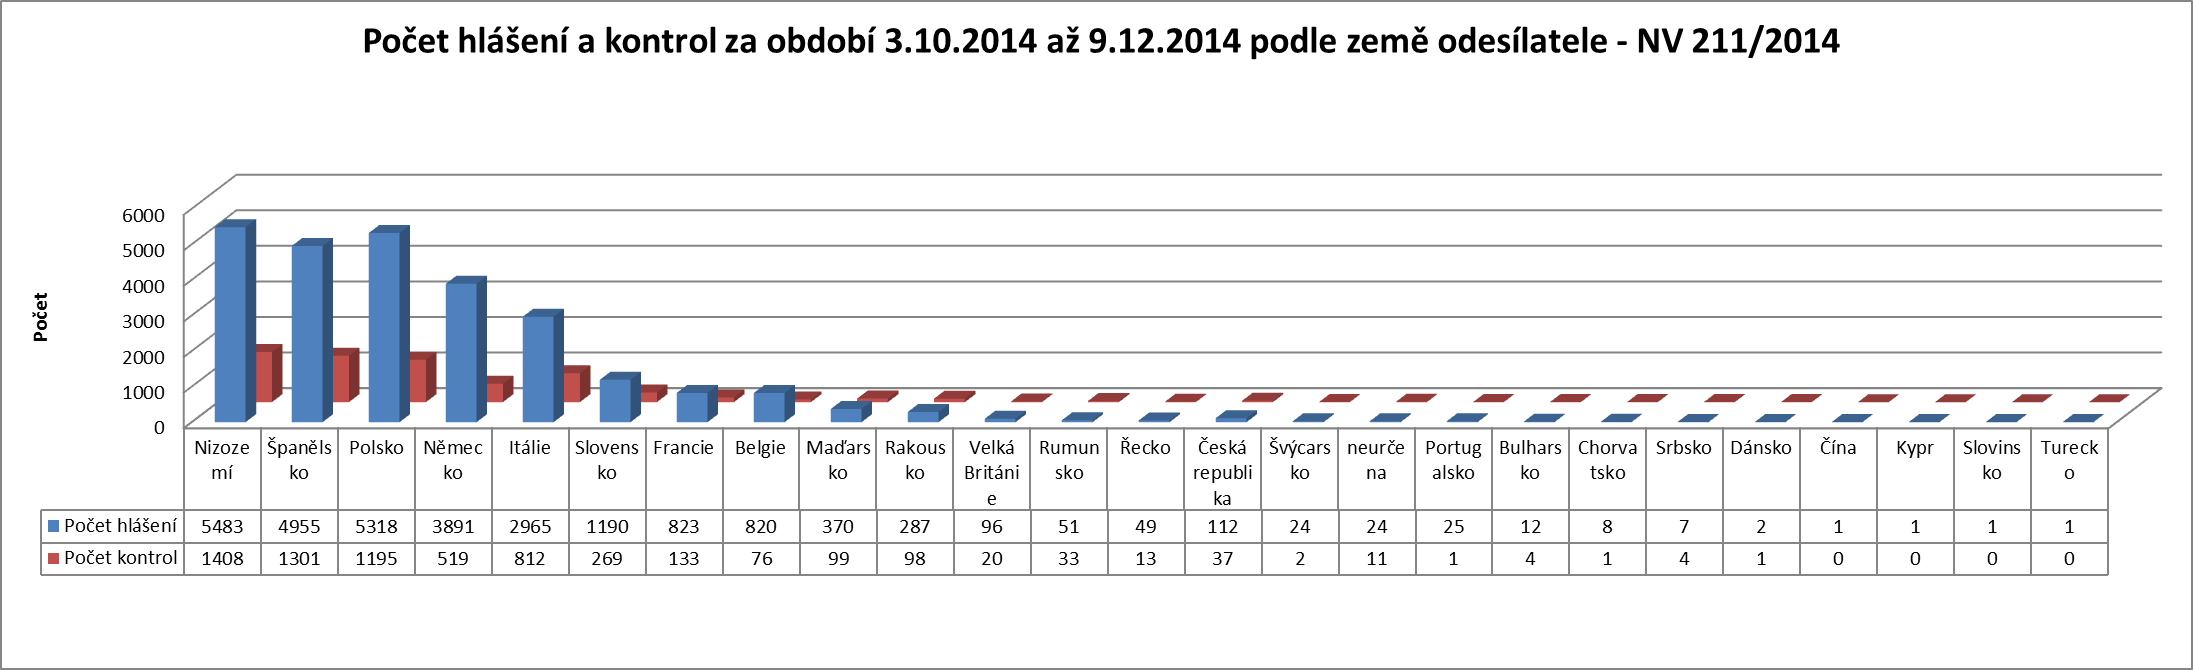 Počet hlášení a kontrol za období 3.10.2014 až 9.12.2014 podle země odesílatele - NV 211/2014
Počet
6000
5000
4000
3000
2000
1000
0
Nizoze Španěls Polsko Němec Itálie Slovens Francie Belgie Maďars Rakous Velká Rumun Řecko Česká Švýcars neurče Portug Bulhars Chorva Srbsko Dánsko Čína Kypr Slovins Tureck
mí sko ko ko ko ko Británi sko republi ko na alsko ko tsko ko o
e ka
Počet hlášení 5483 4955 5318 3891 2965 1190 823 820 370 287 96 51 49 112 24 24 25 12 8 7 2 1 1 1 1
Počet kontrol 1408 1301 1195 519 812 269 133 76 99 98 20 33 13 37 2 11 1 4 1 4 1 0 0 0 0